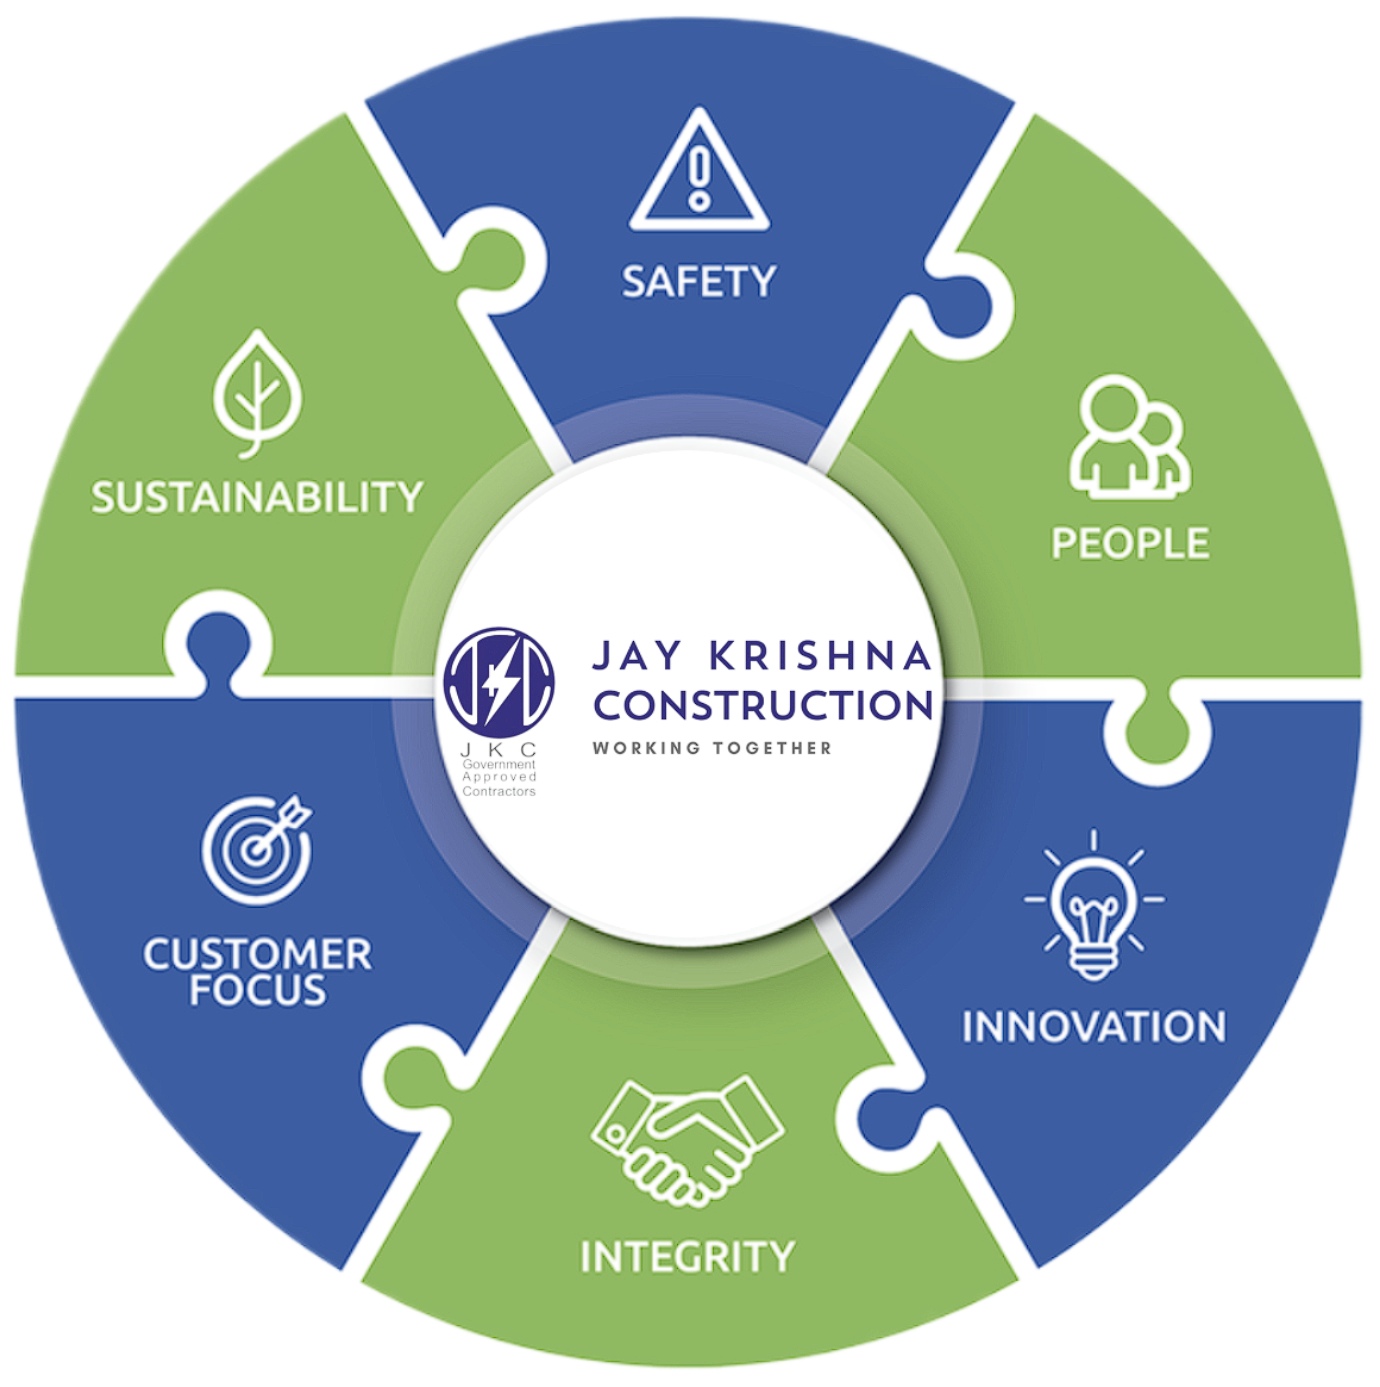 SAFETY
PEOPLE
SUSTAINABILITY
JAY KRISHNA
CONSTRUCTION
WORKING TOGETHER
J K C
Government
Approved
Contractors
CUSTOMER
FOCUS
INNOVATION
INTEGRITY